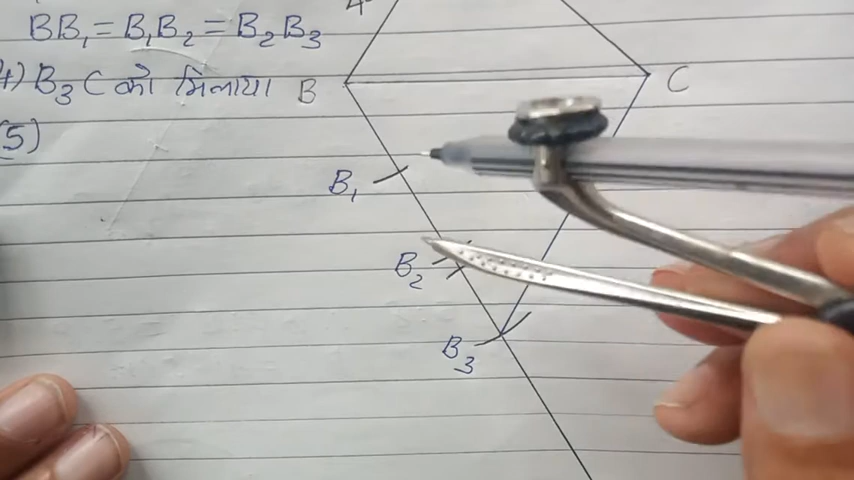 A
BB₁ = B₁B₂ = B₂B₃
4) B₃C को मिलाया
B
C
(5)
B₁
B₂
B₃